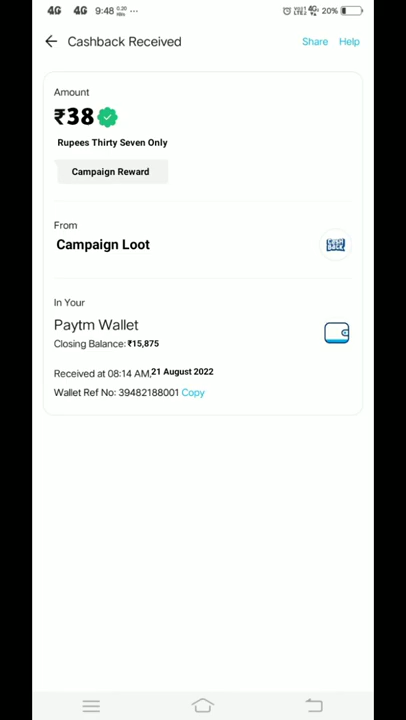 4G 4G 9:48 ... 20%
Cashback Received Share Help
Amount
₹38
Rupees Thirty Seven Only
Campaign Reward
From
Campaign Loot
CASH BACK
In Your
Paytm Wallet
Closing Balance: ₹15,875
Received at 08:14 AM,21 August 2022
Wallet Ref No: 39482188001 Copy